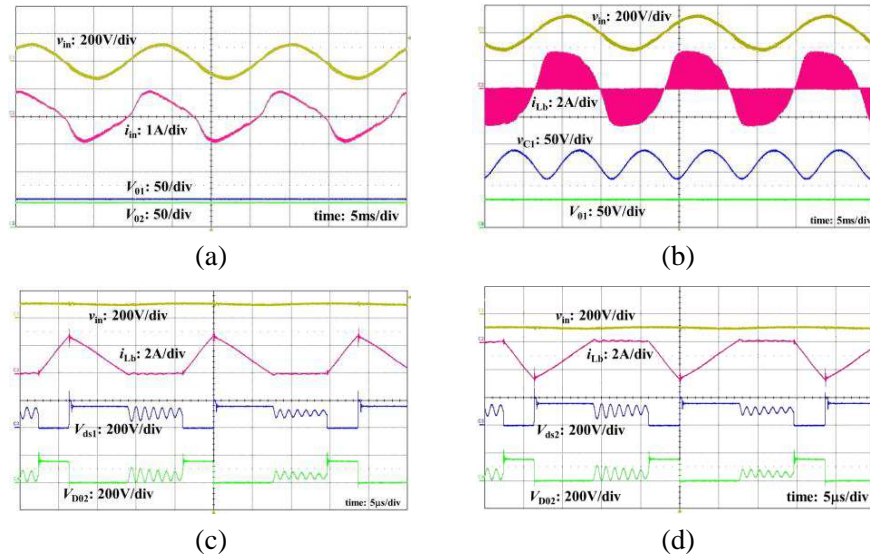 vin: 200V/div
iin: 1A/div
V01: 50/div
V02: 50/div
time: 5ms/div
(a)
vin: 200V/div
iLb: 2A/div
vC1: 50V/div
V01: 50V/div
time: 5ms/div
(b)
vin: 200V/div
iLb: 2A/div
Vds1: 200V/div
VD02: 200V/div
time: 5μs/div
(c)
vin: 200V/div
iLb: 2A/div
Vds2: 200V/div
VD02: 200V/div
time: 5μs/div
(d)